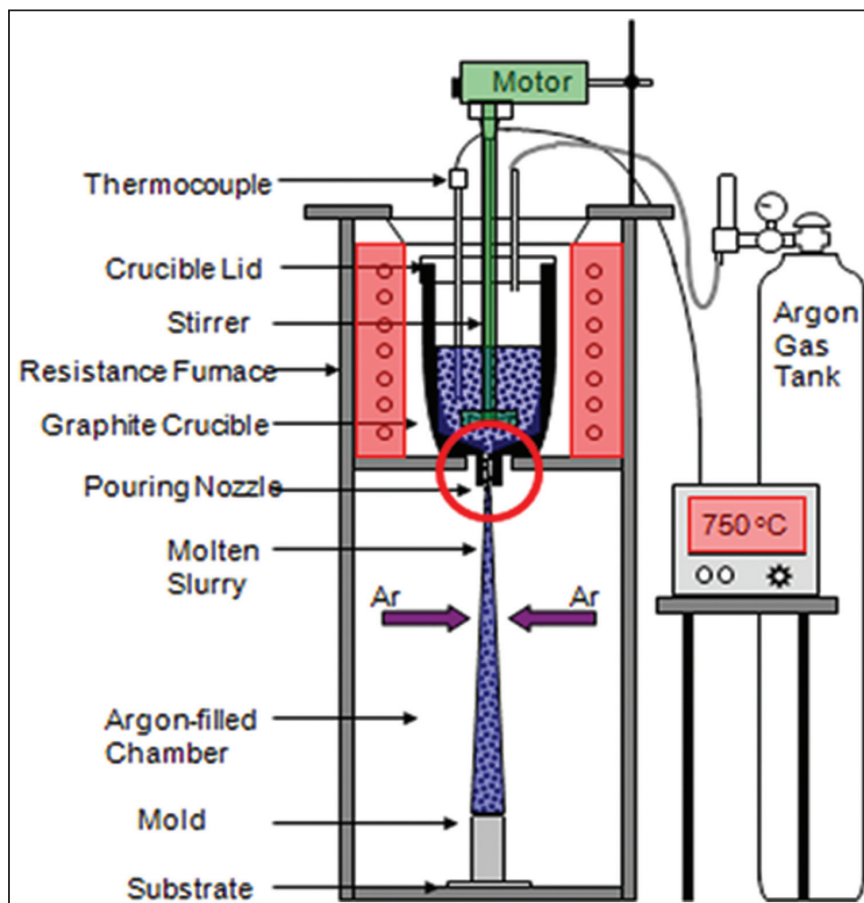 Motor
Thermocouple
Crucible Lid
Stirrer
Resistance Furnace
Graphite Crucible
Pouring Nozzle
Molten
Slurry
Ar
Ar
Argon-filled
Chamber
Mold
Substrate
Argon
Gas
Tank
750 ºC